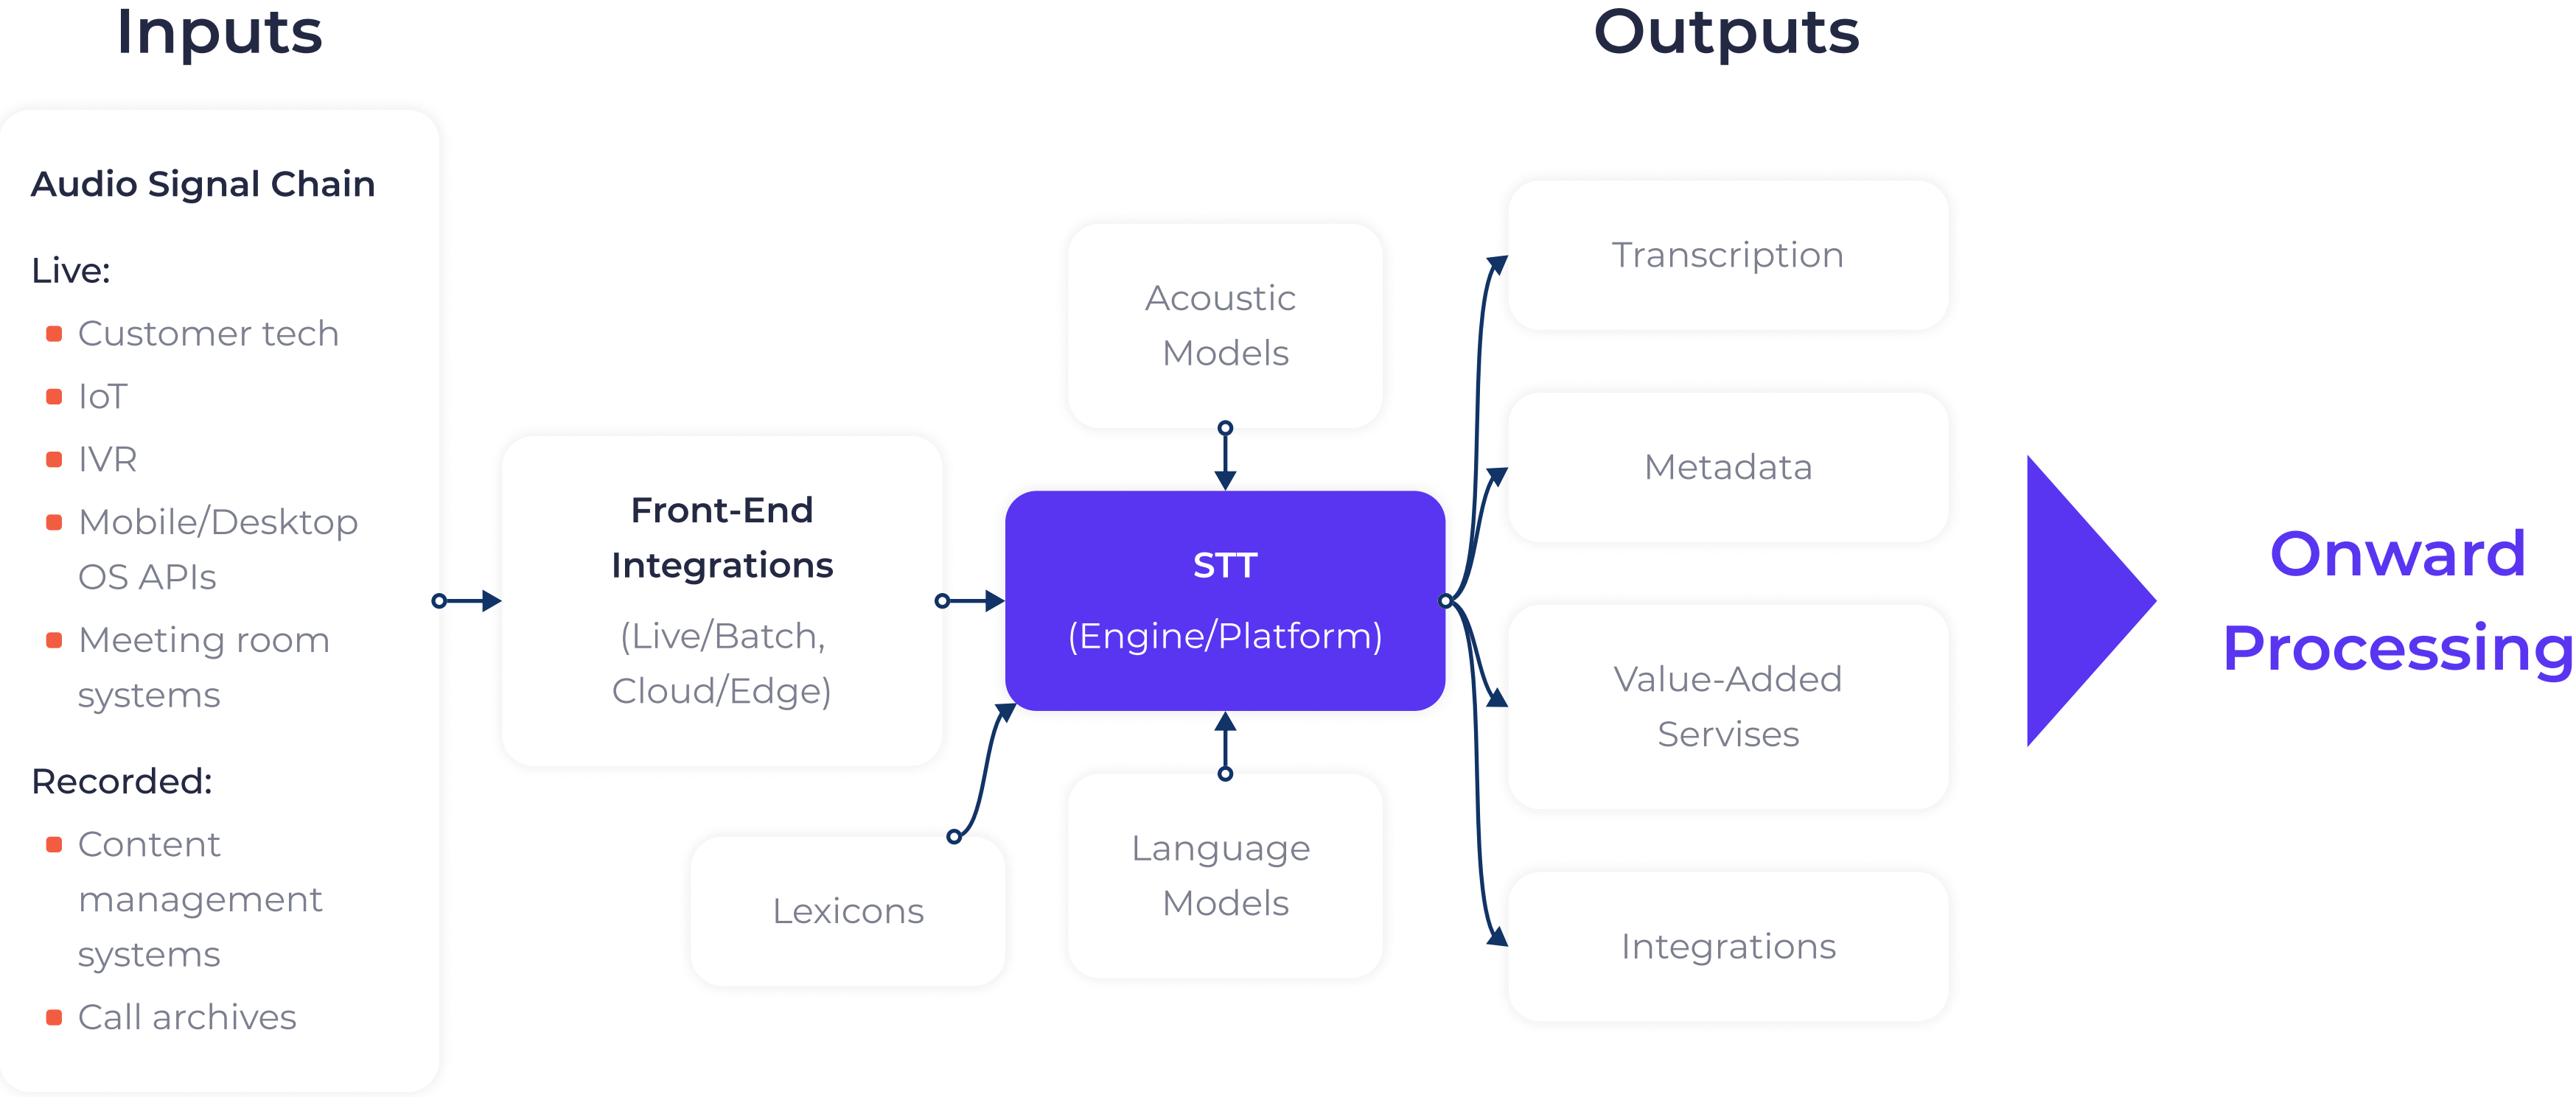 Inputs
Outputs
Audio Signal Chain
Live:
Customer tech
IoT
IVR
Mobile/Desktop
OS APIs
Meeting room
systems
Recorded:
Content
management
systems
Call archives
Front-End
Integrations
(Live/Batch,
Cloud/Edge)
Lexicons
Acoustic
Models
STT
(Engine/Platform)
Language
Models
Transcription
Metadata
Value-Added
Servises
Integrations
Onward
Processing